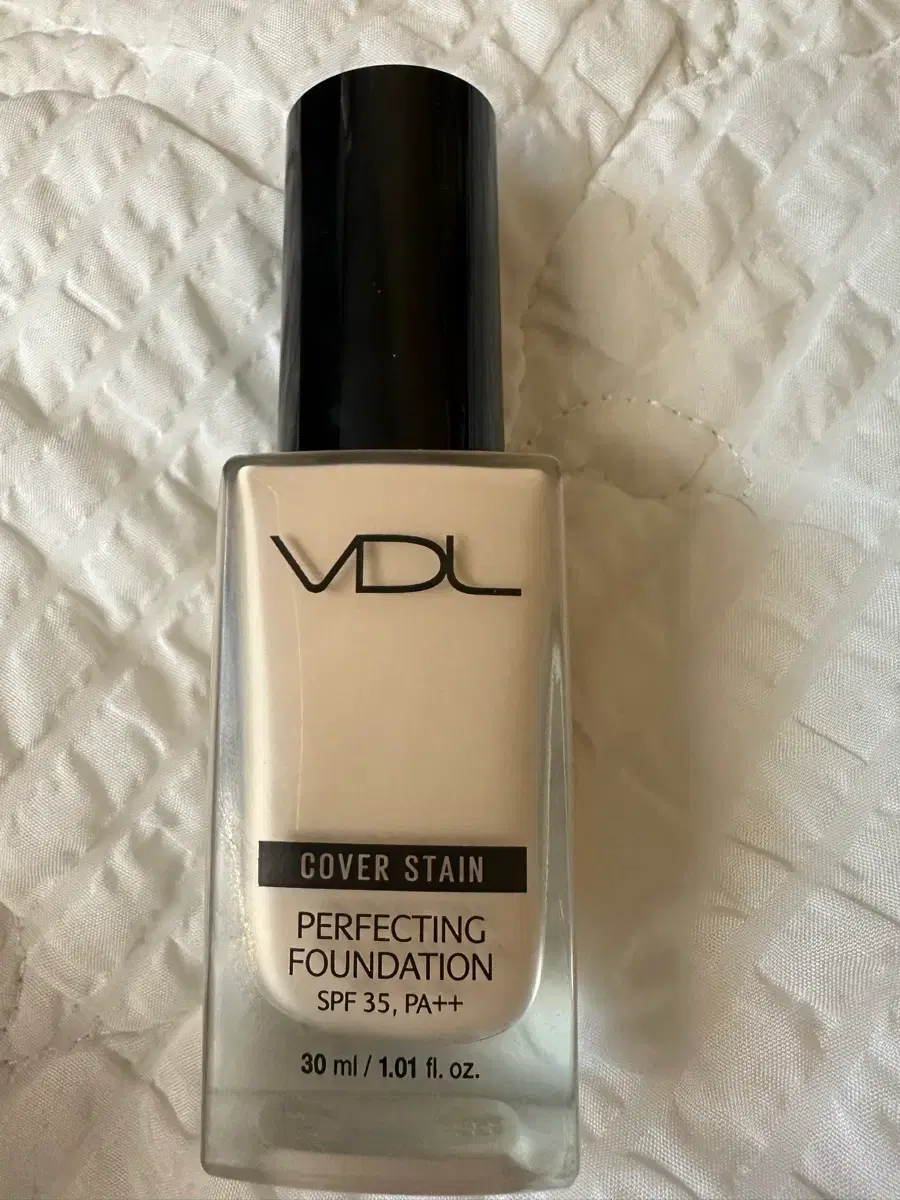 VDL
COVER STAIN
PERFECTING
FOUNDATION
SPF 35, PA++
30 ml / 1.01 fl. oz.